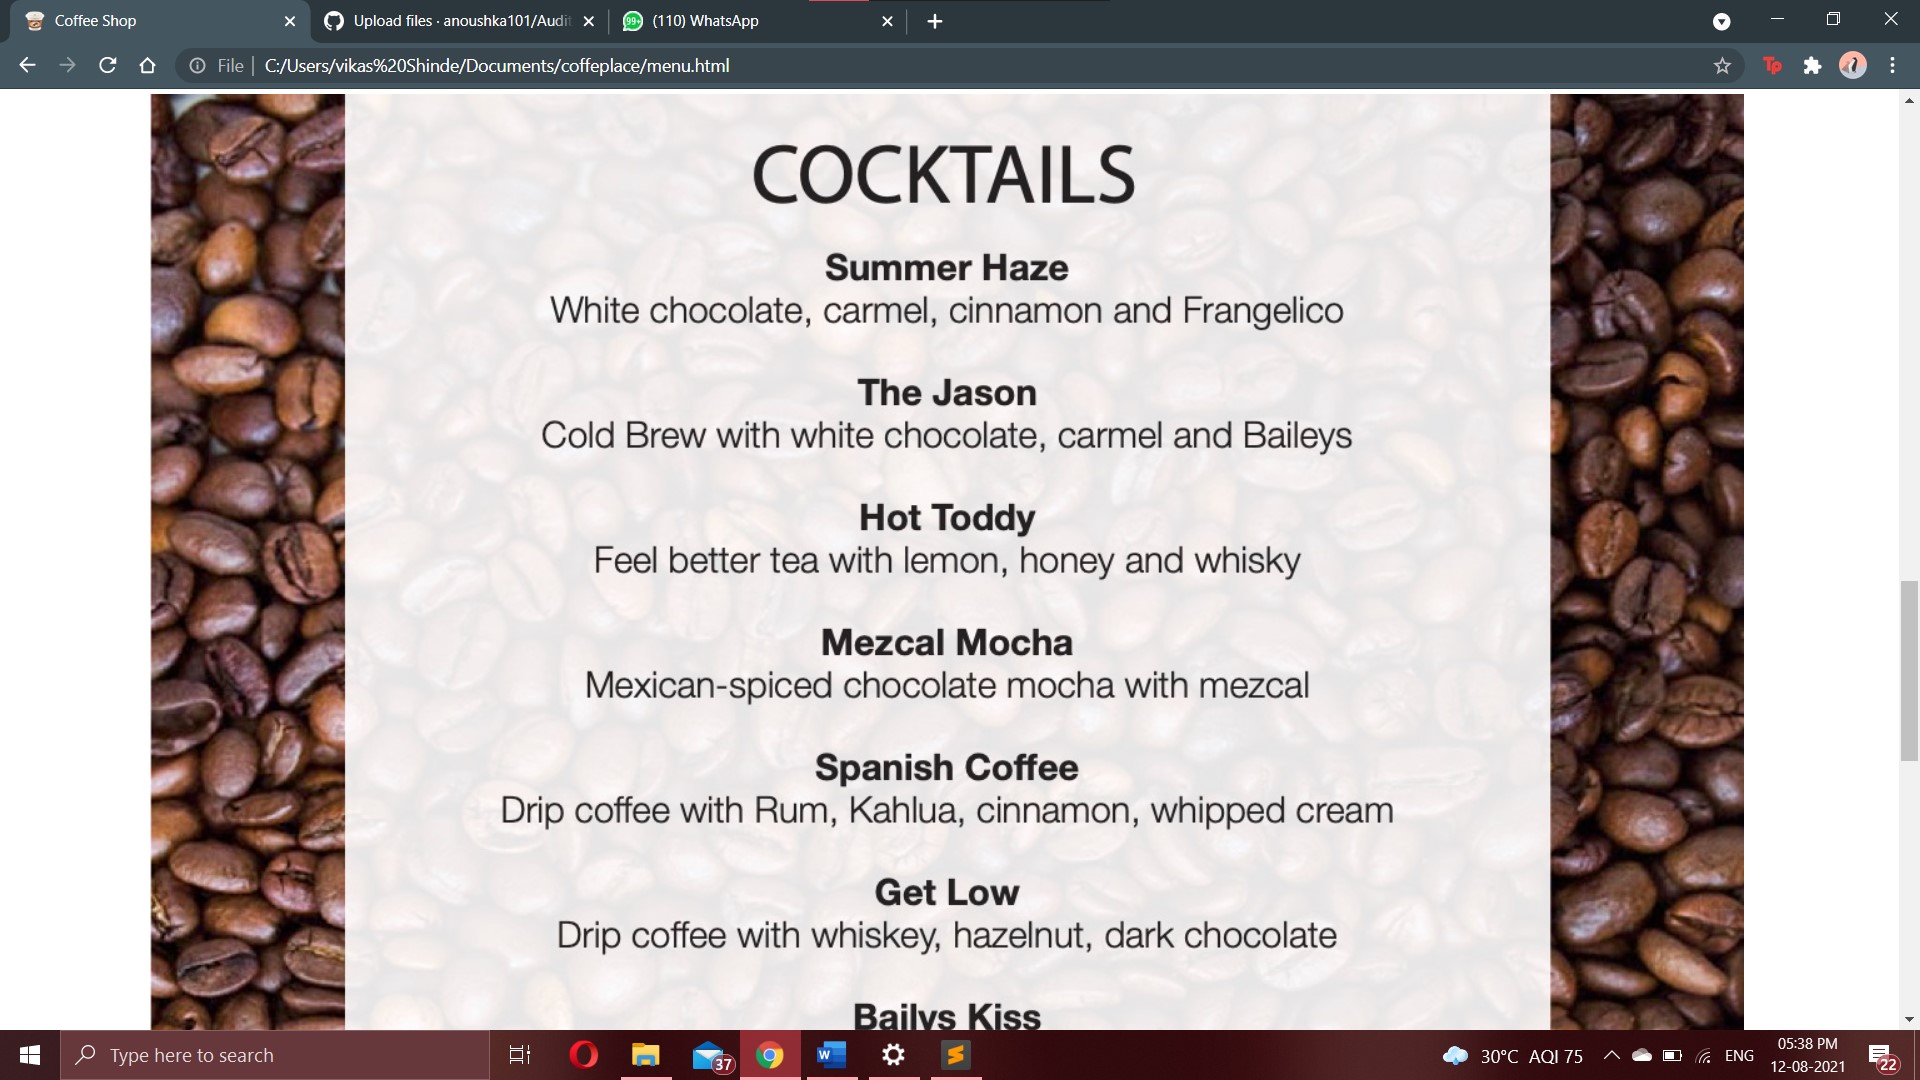 Coffee Shop
Upload files · anoushka101/Audit
99+
(110) WhatsApp
File
C:/Users/vikas%20Shinde/Documents/coffeplace/menu.html
Tp
COCKTAILS
Summer Haze
White chocolate, carmel, cinnamon and Frangelico
The Jason
Cold Brew with white chocolate, carmel and Baileys
Hot Toddy
Feel better tea with lemon, honey and whisky
Mezcal Mocha
Mexican-spiced chocolate mocha with mezcal
Spanish Coffee
Drip coffee with Rum, Kahlua, cinnamon, whipped cream
Get Low
Drip coffee with whiskey, hazelnut, dark chocolate
Bailys Kiss
Type here to search
37
W
30°C AQI 75
ENG
05:38 PM
12-08-2021
22